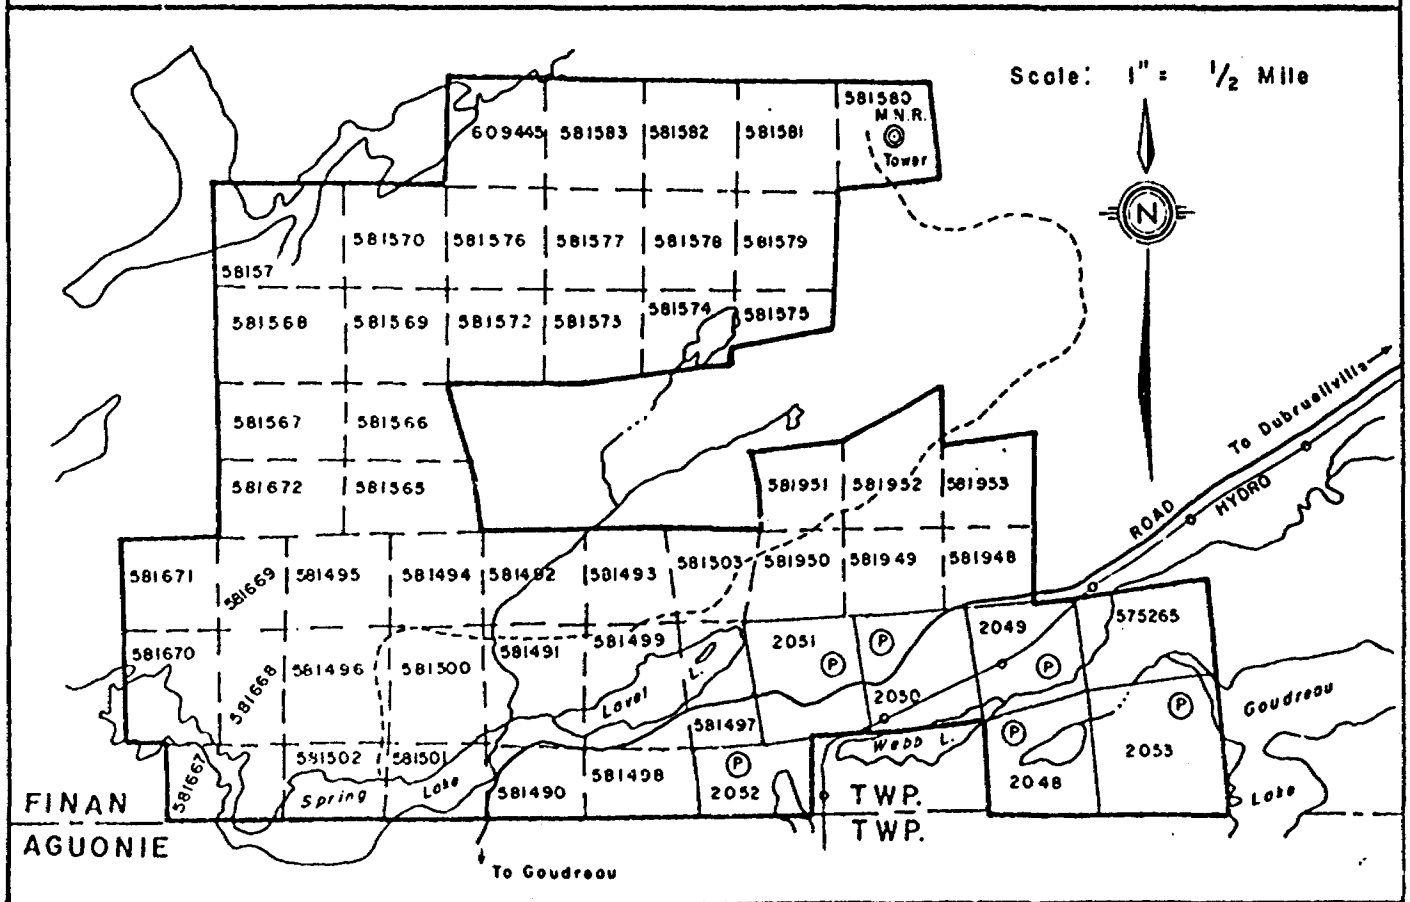 Scale: 1" = 1/2 Mile
581580
M.N.R.
Tower
609445 581583 581582 581581
N
581570 581576 581577 581578 581579
58157
581568 581569 581572 581573 581574 581575
581567 581566
581672 581565
581951 581952 581953
To Dubruellville
ROAD
HYDRO
581671 581669 581495 581494 581492 581493 581503 581950 581949 581948
581670 581668 581496 581500 581491 581499 2051 P 2049 575265
P
P
Laval L.
2050
581497
P
Goudreau
Lake
581667 581502 581501
Spring Lake
581490 581498 P
2052
Webb L.
P
2048
2053
FINAN TWP.
AGUONIE TWP.
To Goudreau